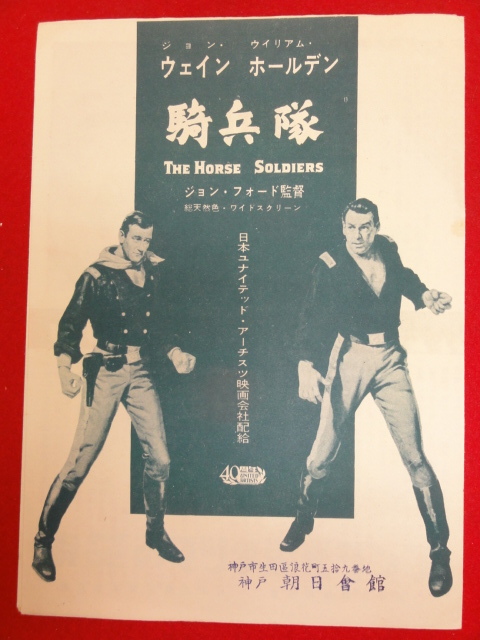 ジョン・ ウイリアム・
ウェイン ホールデン
騎兵隊
THE HORSE SOLDIERS
ジョン・フォード監督
総天然色・ワイドスクリーン
日本ユナイテッド・アーチスツ映画会社配給
40
UNITED
ARTISTS
神戸市生田區浪花町五拾九番地
神戸 朝日會館